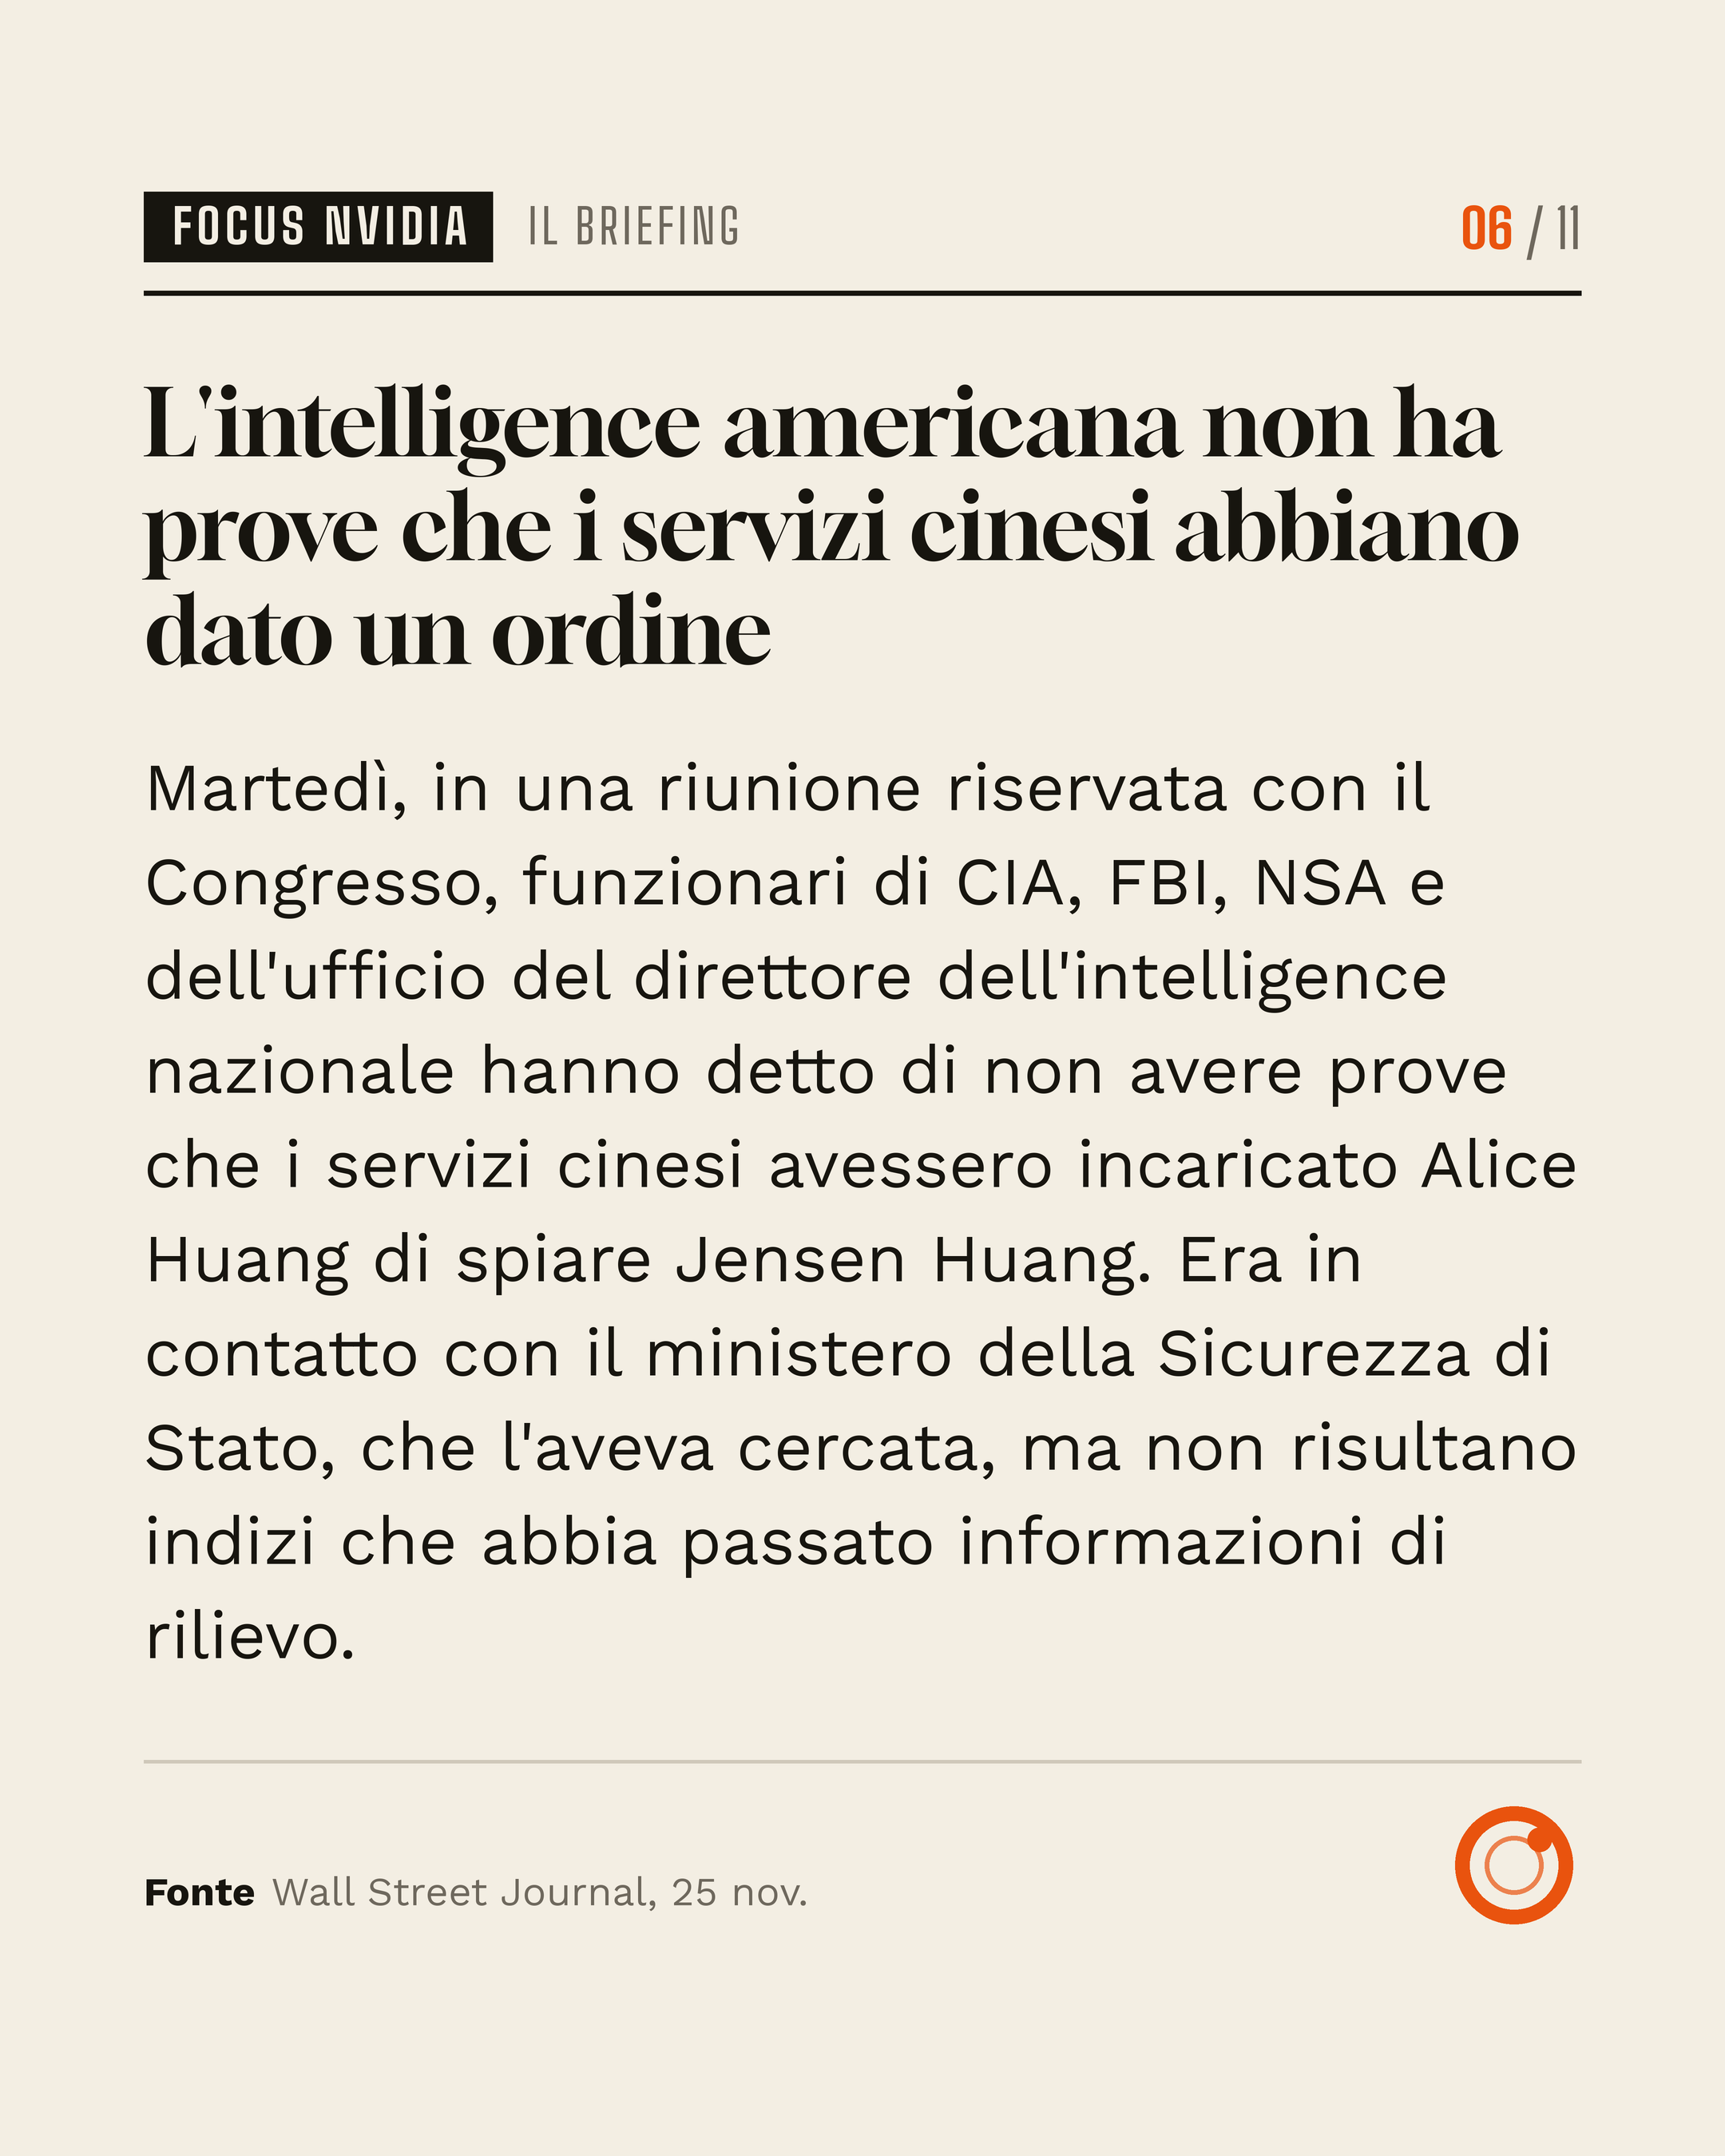 FOCUS NVIDIA IL BRIEFING 06 / 11
L'intelligence americana non ha
prove che i servizi cinesi abbiano
dato un ordine
Martedì, in una riunione riservata con il
Congresso, funzionari di CIA, FBI, NSA e
dell'ufficio del direttore dell'intelligence
nazionale hanno detto di non avere prove
che i servizi cinesi avessero incaricato Alice
Huang di spiare Jensen Huang. Era in
contatto con il ministero della Sicurezza di
Stato, che l'aveva cercata, ma non risultano
indizi che abbia passato informazioni di
rilievo.
Fonte Wall Street Journal, 25 nov.